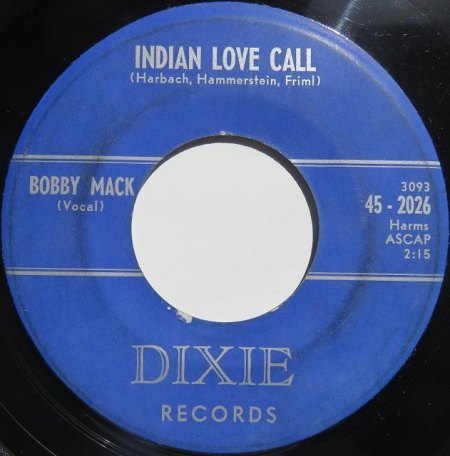 INDIAN LOVE CALL
(Harbach, Hammerstein, Friml)
BOBBY MACK
(Vocal)
3093
45 - 2026
Harms
ASCAP
2:15
DIXIE
RECORDS